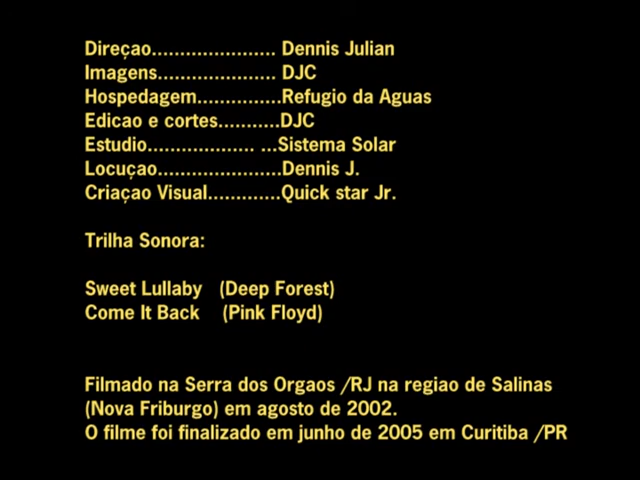 Direçao...................... Dennis Julian
Imagens..................... DJC
Hospedagem...............Refugio da Aguas
Edicao e cortes...........DJC
Estudio................... ...Sistema Solar
Locuçao......................Dennis J.
Criaçao Visual.............Quick star Jr.
Trilha Sonora:
Sweet Lullaby (Deep Forest)
Come It Back (Pink Floyd)
Filmado na Serra dos Orgaos /RJ na regiao de Salinas
(Nova Friburgo) em agosto de 2002.
O filme foi finalizado em junho de 2005 em Curitiba /PR